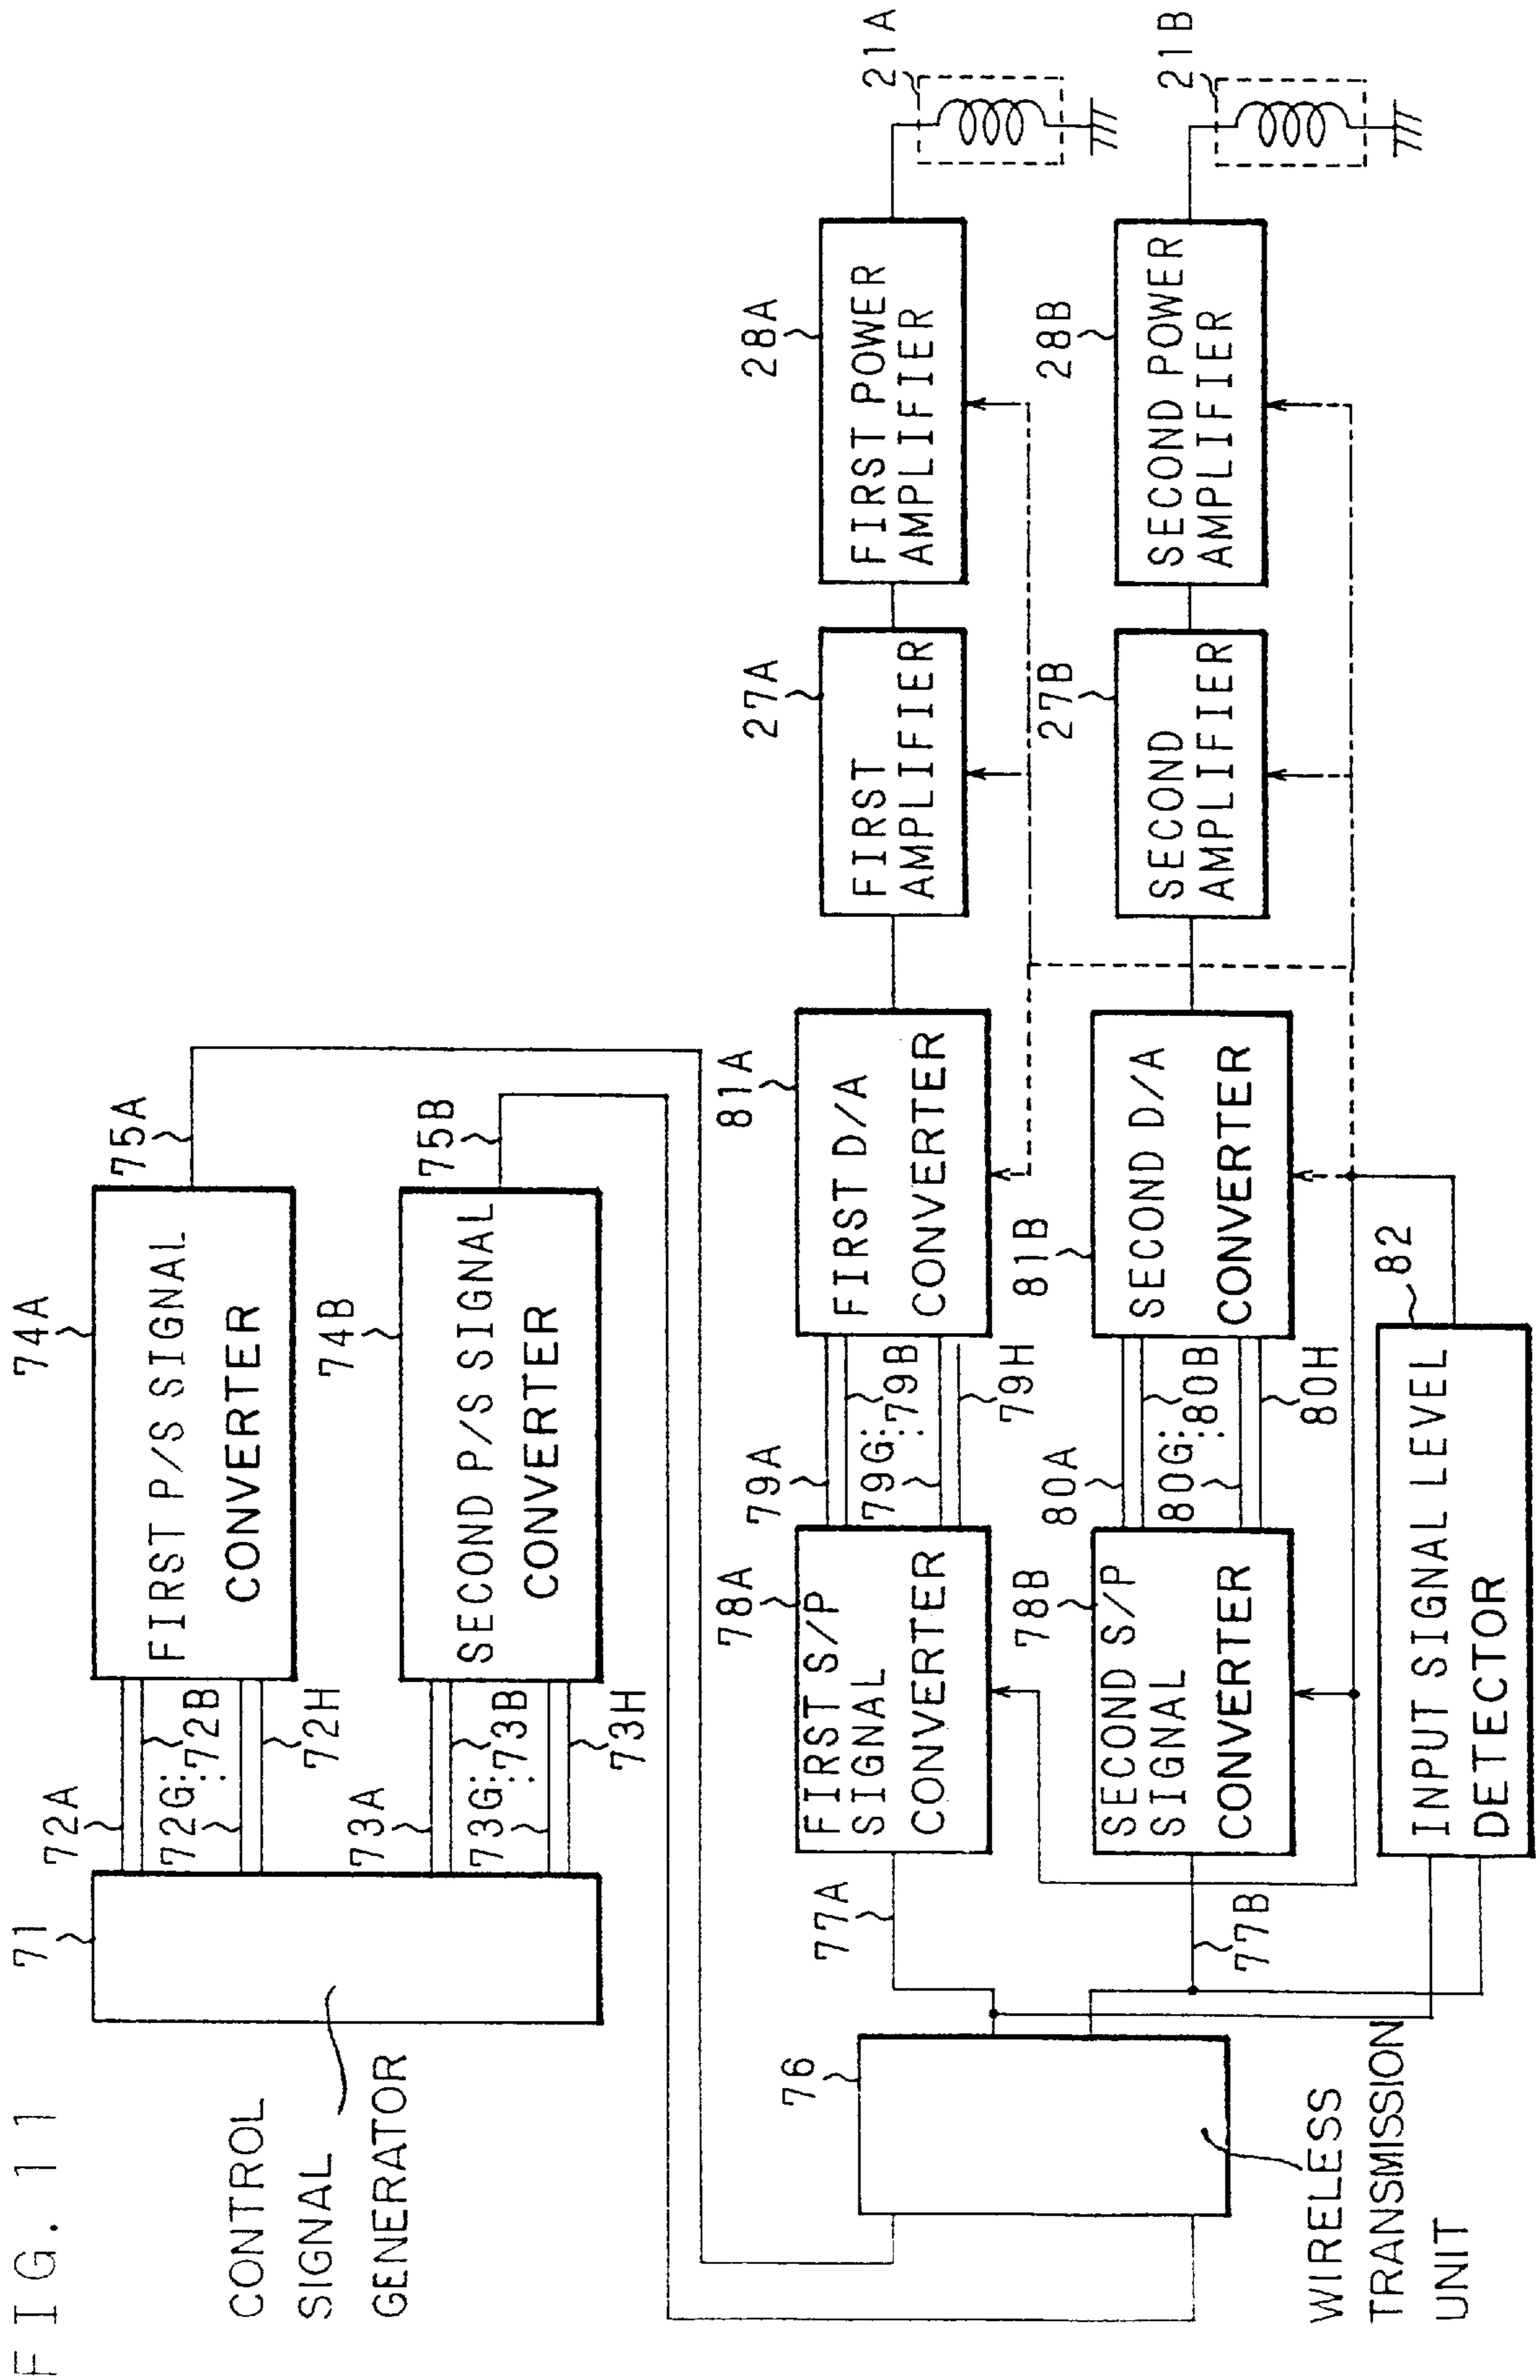 FIG. 11
71
CONTROL
SIGNAL
GENERATOR
72A
72B
72G
72H
73A
73B
73G
73H
74A
FIRST P/S SIGNAL
CONVERTER
75A
74B
SECOND P/S SIGNAL
CONVERTER
75B
76
WIRELESS
TRANSMISSION
UNIT
77A
77B
78A
FIRST S/P
SIGNAL
CONVERTER
79A
79B
79G
79H
81A
FIRST D/A
CONVERTER
27A
FIRST
AMPLIFIER
28A
FIRST POWER
AMPLIFIER
21A
78B
SECOND S/P
SIGNAL
CONVERTER
80A
80B
80G
80H
81B
SECOND D/A
CONVERTER
27B
SECOND
AMPLIFIER
28B
SECOND POWER
AMPLIFIER
21B
82
INPUT SIGNAL LEVEL
DETECTOR